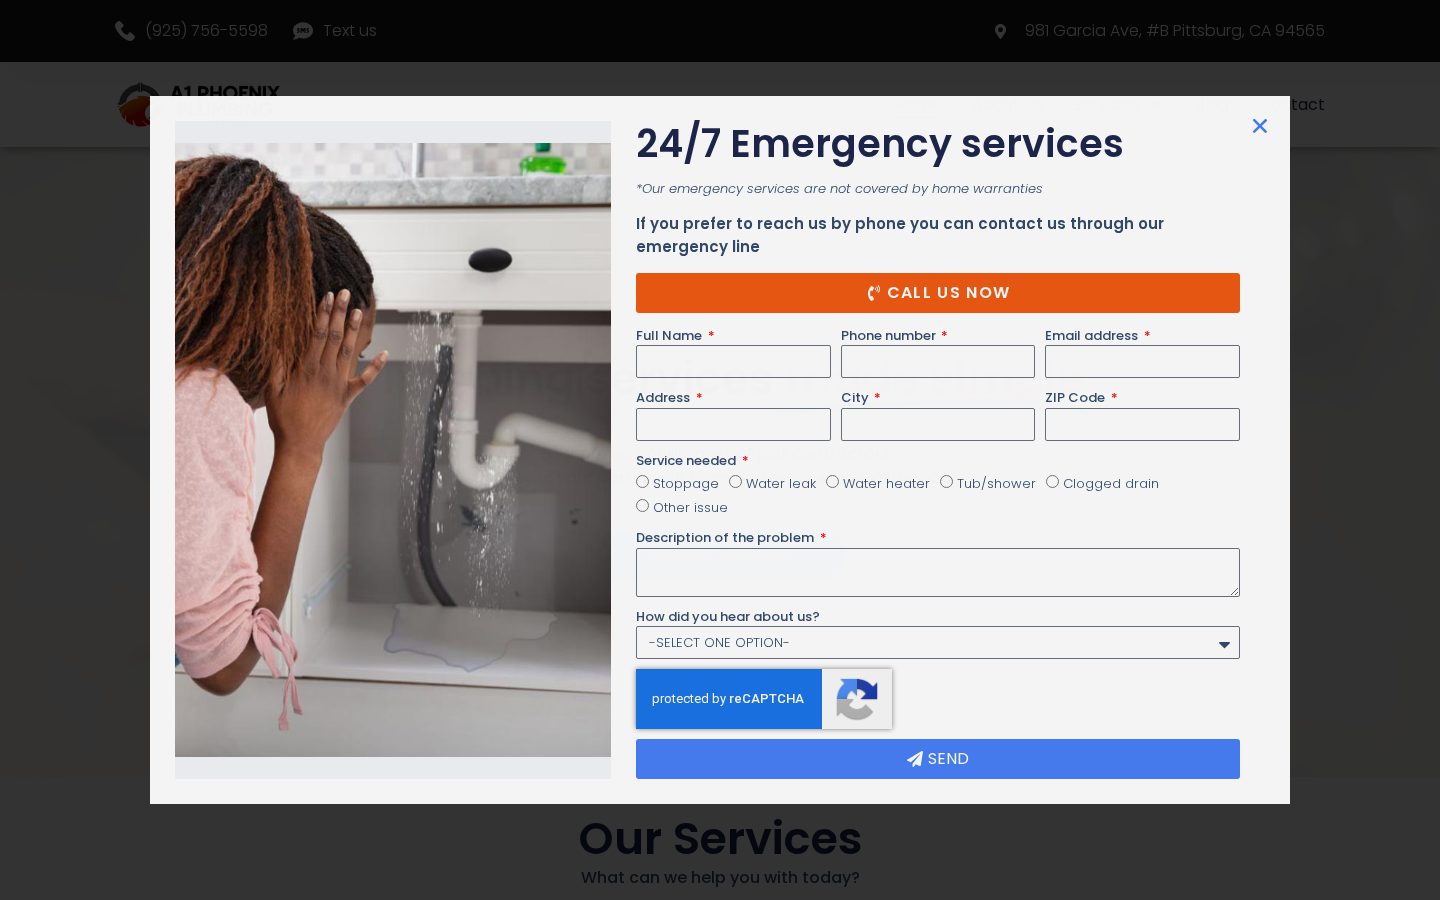 (925) 756-5598
Text us
981 Garcia Ave, #B Pittsburg, CA 94565
A1 PHOENIX
24/7 Emergency services
*Our emergency services are not covered by home warranties
If you prefer to reach us by phone you can contact us through our
emergency line
CALL US NOW
Full Name *
Phone number *
Email address *
Address *
City *
ZIP Code *
Service needed *
Stoppage
Water leak
Water heater
Tub/shower
Clogged drain
Other issue
Description of the problem *
How did you hear about us?
-SELECT ONE OPTION-
protected by reCAPTCHA
SEND
Our Services
What can we help you with today?